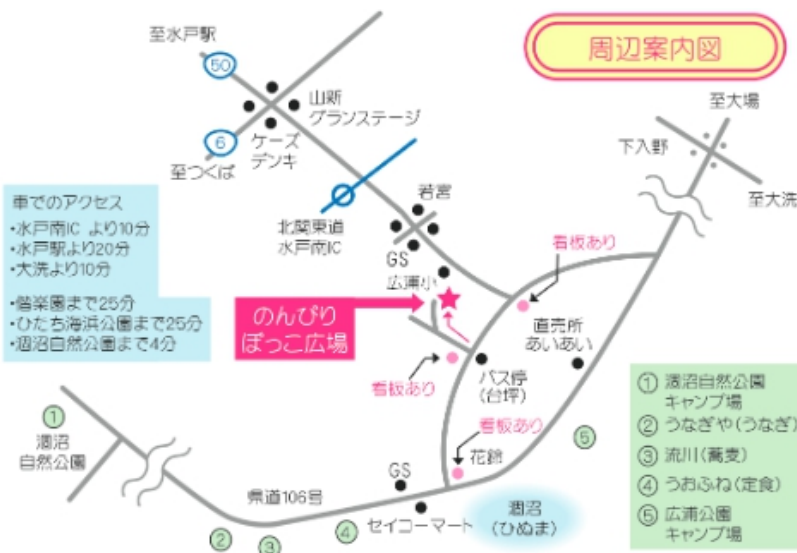 周辺案内図
至水戸駅
50
6
至つくば
山新
グランステージ
ケーズ
デンキ
北関東道
水戸南IC
若宮
GS
広浦小
至大場
下入野
至大洗
車でのアクセス
・水戸南IC より10分
・水戸駅より20分
・大洗より10分
・偕楽園まで25分
・ひたち海浜公園まで25分
・涸沼自然公園まで4分
のんびり
ぽっこ広場
看板あり
直売所
あいあい
看板あり
バス停
(台坪)
看板あり
花鈴
①
涸沼
自然公園
県道106号
GS
セイコーマート
涸沼
(ひぬま)
②
③
④
⑤
① 涸沼自然公園
キャンプ場
② うなぎや(うなぎ)
③ 流川(蕎麦)
④ うおふね(定食)
⑤ 広浦公園
キャンプ場